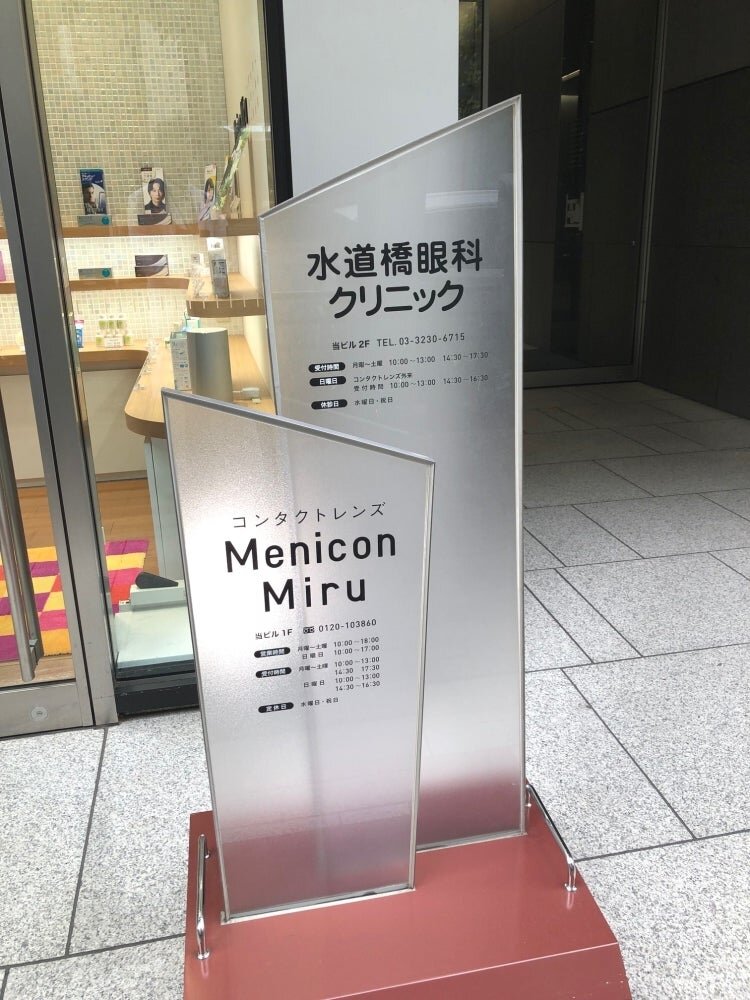 水道橋眼科
クリニック
当ビル2F TEL. 03-3230-6715
受付時間 月曜〜土曜 10:00〜13:00 14:30〜17:30
日曜日 コンタクトレンズ外来
受付時間 10:00〜13:00 14:30〜16:30
休診日 水曜日・祝日
コンタクトレンズ
Menicon
Miru
当ビル1F 0120-103860
営業時間 月曜〜土曜 10:00〜18:00
日曜日 10:00〜17:00
受付時間 月曜〜土曜 10:00〜13:00
14:30 17:30
日曜日 10:00〜13:00
14:30〜16:30
定休日 水曜日・祝日